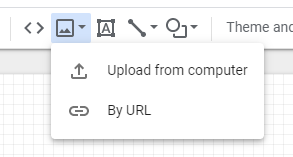 Theme and
Upload from computer
By URL